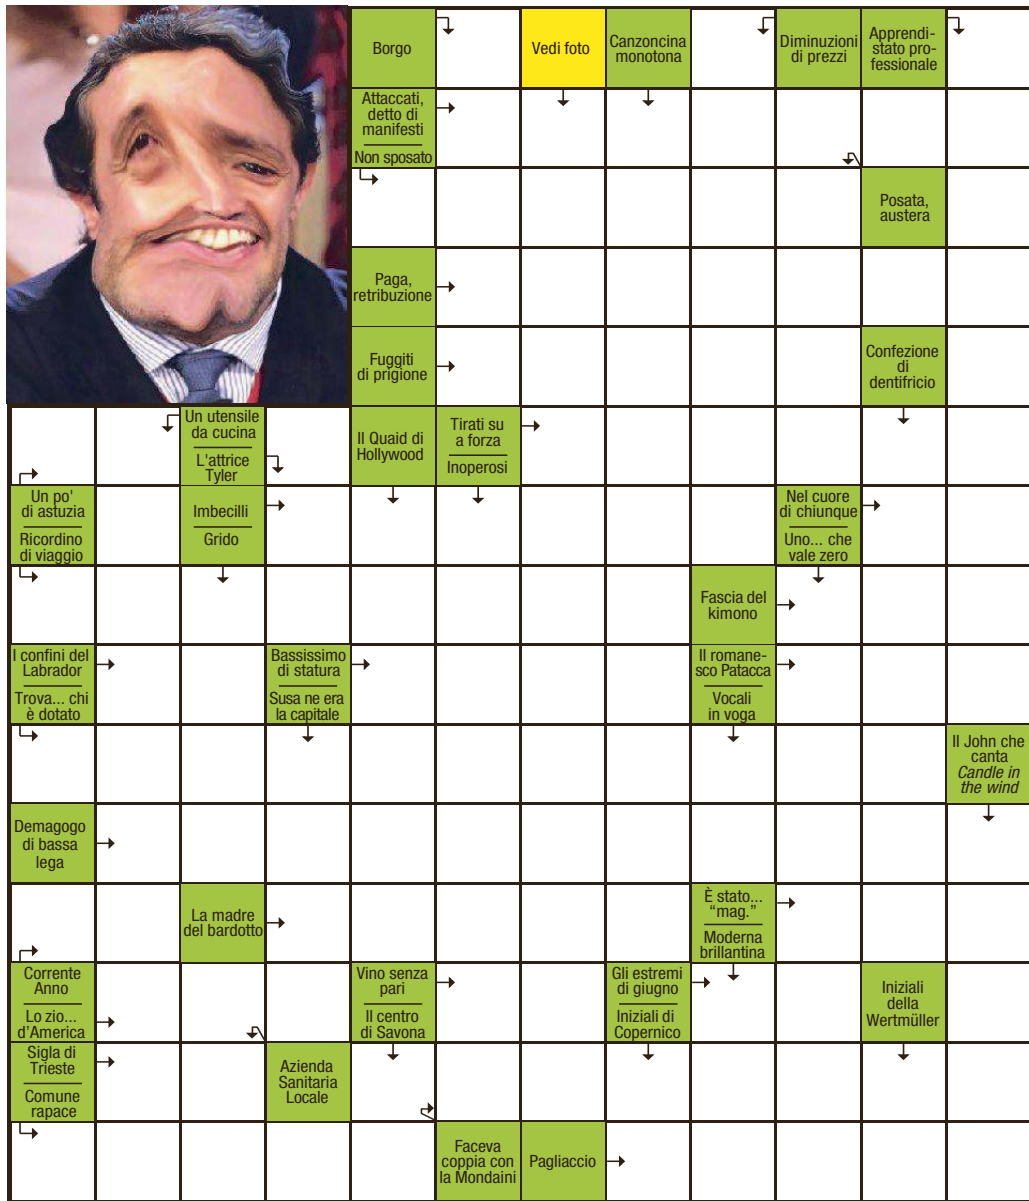 Borgo
Vedi foto
Canzoncina
monotona
Diminuzioni
di prezzi
Apprendi-
stato pro-
fessionale
Attaccati,
detto di
manifesti
Non sposato
Posata,
austera
Paga,
retribuzione
Fuggiti
di prigione
Confezione
di
dentifricio
Un utensile
da cucina
L'attrice
Tyler
Il Quaid di
Hollywood
Tirati su
a forza
Inoperosi
Un po'
di astuzia
Ricordino
di viaggio
Imbecilli
Grido
Nel cuore
di chiunque
Uno... che
vale zero
Fascia del
kimono
I confini del
Labrador
Trova... chi
è dotato
Bassissimo
di statura
Susa ne era
la capitale
Il romane-
sco Patacca
Vocali
in voga
Il John che
canta
Candle in
the wind
Demagogo
di bassa
lega
La madre
del bardotto
È stato...
“mag.”
Moderna
brillantina
Corrente
Anno
Lo zio...
d’America
Vino senza
pari
Il centro
di Savona
Gli estremi
di giugno
Iniziali di
Copernico
Iniziali
della
Wertmüller
Sigla di
Trieste
Comune
rapace
Azienda
Sanitaria
Locale
Faceva
coppia con
la Mondaini
Pagliaccio